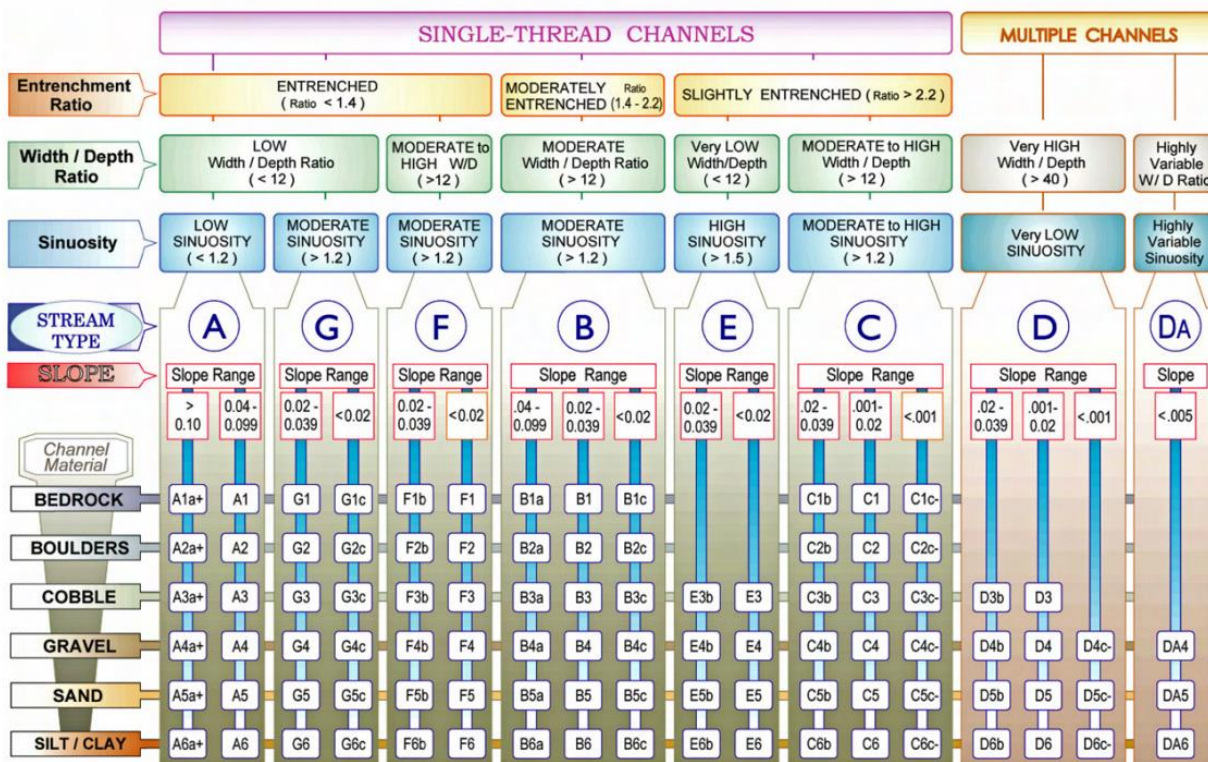 SINGLE-THREAD CHANNELS
MULTIPLE CHANNELS
Entrenchment
Ratio
ENTRENCHED
( Ratio < 1.4 )
MODERATELY Ratio
ENTRENCHED (1.4 - 2.2)
SLIGHTLY ENTRENCHED ( Ratio > 2.2 )
Width / Depth
Ratio
LOW
Width / Depth Ratio
( < 12 )
MODERATE to
HIGH W/D
( >12 )
MODERATE
Width / Depth Ratio
( > 12 )
Very LOW
Width/Depth
( < 12 )
MODERATE to HIGH
Width / Depth
( > 12 )
Very HIGH
Width / Depth
( > 40 )
Highly
Variable
W/ D Ratio
Sinuosity
LOW
SINUOSITY
( < 1.2 )
MODERATE
SINUOSITY
( > 1.2 )
MODERATE
SINUOSITY
( > 1.2 )
MODERATE
SINUOSITY
( > 1.2 )
HIGH
SINUOSITY
( > 1.5 )
MODERATE to HIGH
SINUOSITY
( > 1.2 )
Very LOW
SINUOSITY
Highly
Variable
Sinuosity
STREAM
TYPE
A G F B E C D DA
SLOPE
Slope Range Slope Range Slope Range Slope Range Slope Range Slope Range Slope Range Slope
>
0.10
0.04 -
0.099
0.02 -
0.039
<0.02
0.02 -
0.039
<0.02
.04 -
0.099
0.02 -
0.039
<0.02
0.02 -
0.039
<0.02
.02 -
0.039
.001-
0.02
<.001
.02 -
0.039
.001-
0.02
<.001
<.005
Channel
Material
BEDROCK A1a+ A1 G1 G1c F1b F1 B1a B1 B1c C1b C1 C1c-
BOULDERS A2a+ A2 G2 G2c F2b F2 B2a B2 B2c C2b C2 C2c-
COBBLE A3a+ A3 G3 G3c F3b F3 B3a B3 B3c E3b E3 C3b C3 C3c- D3b D3
GRAVEL A4a+ A4 G4 G4c F4b F4 B4a B4 B4c E4b E4 C4b C4 C4c- D4b D4 D4c- DA4
SAND A5a+ A5 G5 G5c F5b F5 B5a B5 B5c E5b E5 C5b C5 C5c- D5b D5 D5c- DA5
SILT / CLAY A6a+ A6 G6 G6c F6b F6 B6a B6 B6c E6b E6 C6b C6 C6c- D6b D6 D6c- DA6